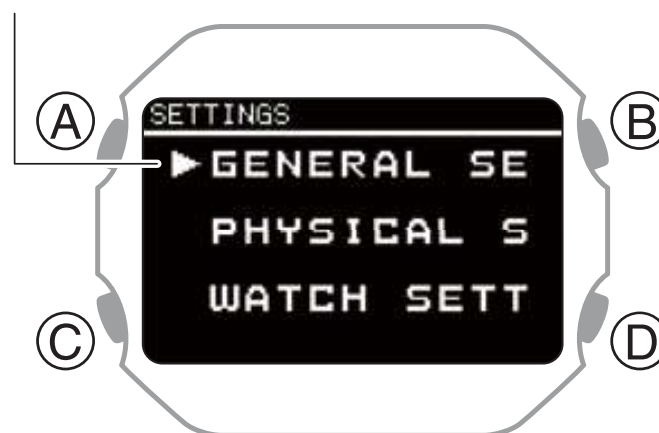 A
B
SETTINGS
▶GENERAL SE
PHYSICAL S
WATCH SETT
C
D